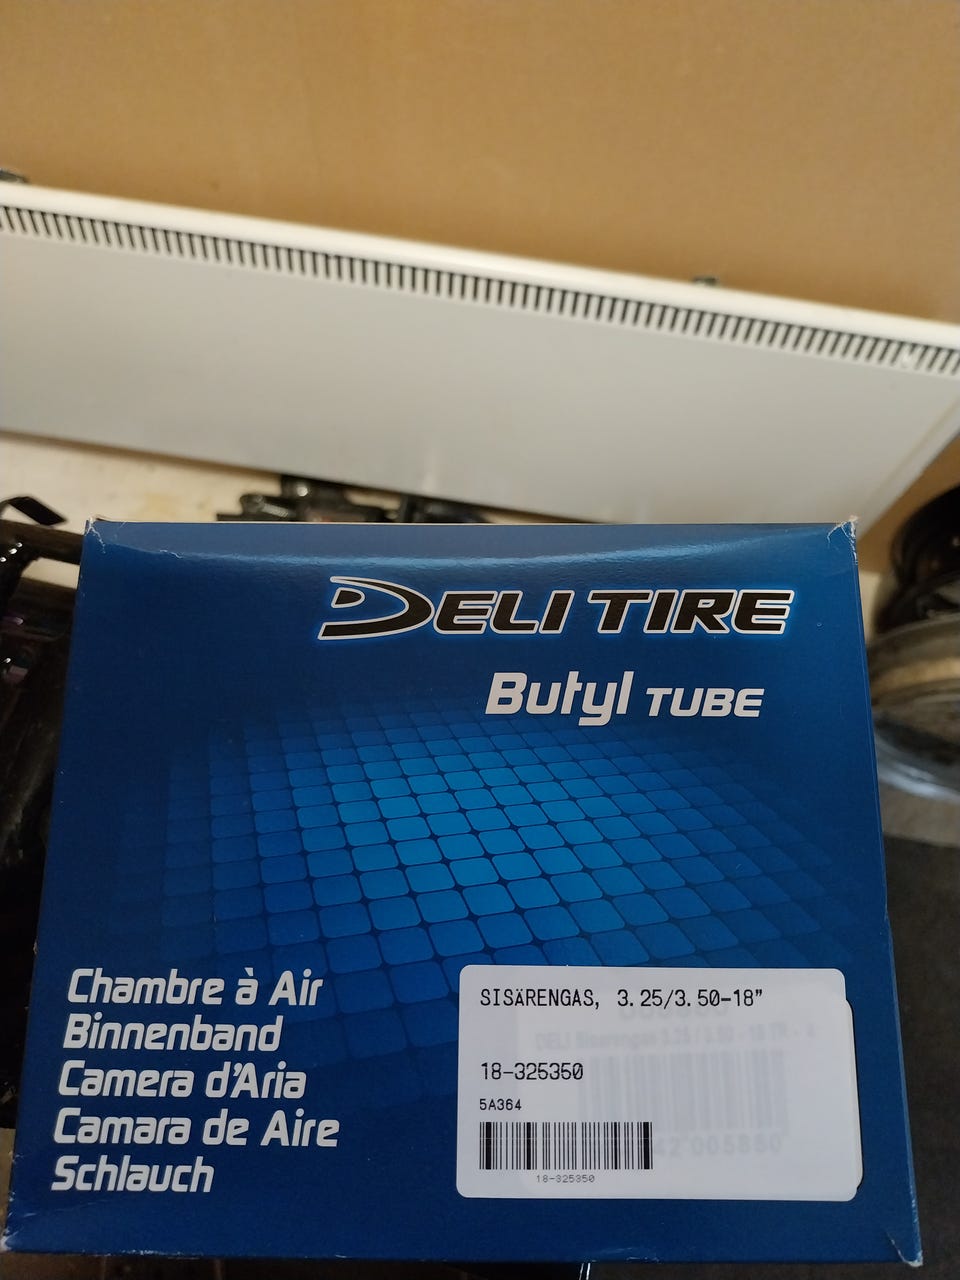 DELI TIRE
Butyl TUBE
Chambre à Air
Binnenband
Camera d'Aria
Camara de Aire
Schlauch
SISÄRENGAS, 3.25/3.50-18”
18-325350
5A364
18-325350